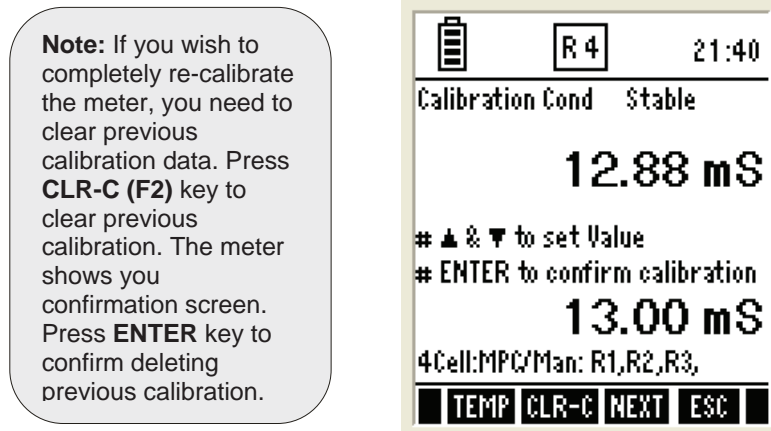 Note: If you wish to
completely re-calibrate
the meter, you need to
clear previous
calibration data. Press
CLR-C (F2) key to
clear previous
calibration. The meter
shows you
confirmation screen.
Press ENTER key to
confirm deleting
previous calibration.
R 4 21:40
Calibration Cond Stable
12.88 mS
# ▲ & ▼ to set Value
# ENTER to confirm calibration
13.00 mS
4Cell:MPC/Man: R1,R2,R3,
TEMP CLR-C NEXT ESC